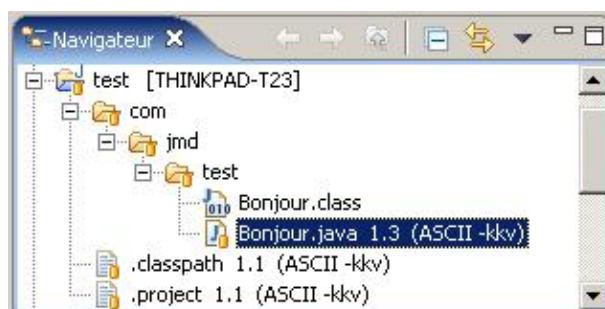 Navigateur
test [THINKPAD-T23]
com
jmd
test
Bonjour.class
Bonjour.java 1.3 (ASCII -kkv)
.classpath 1.1 (ASCII -kkv)
.project 1.1 (ASCII -kkv)